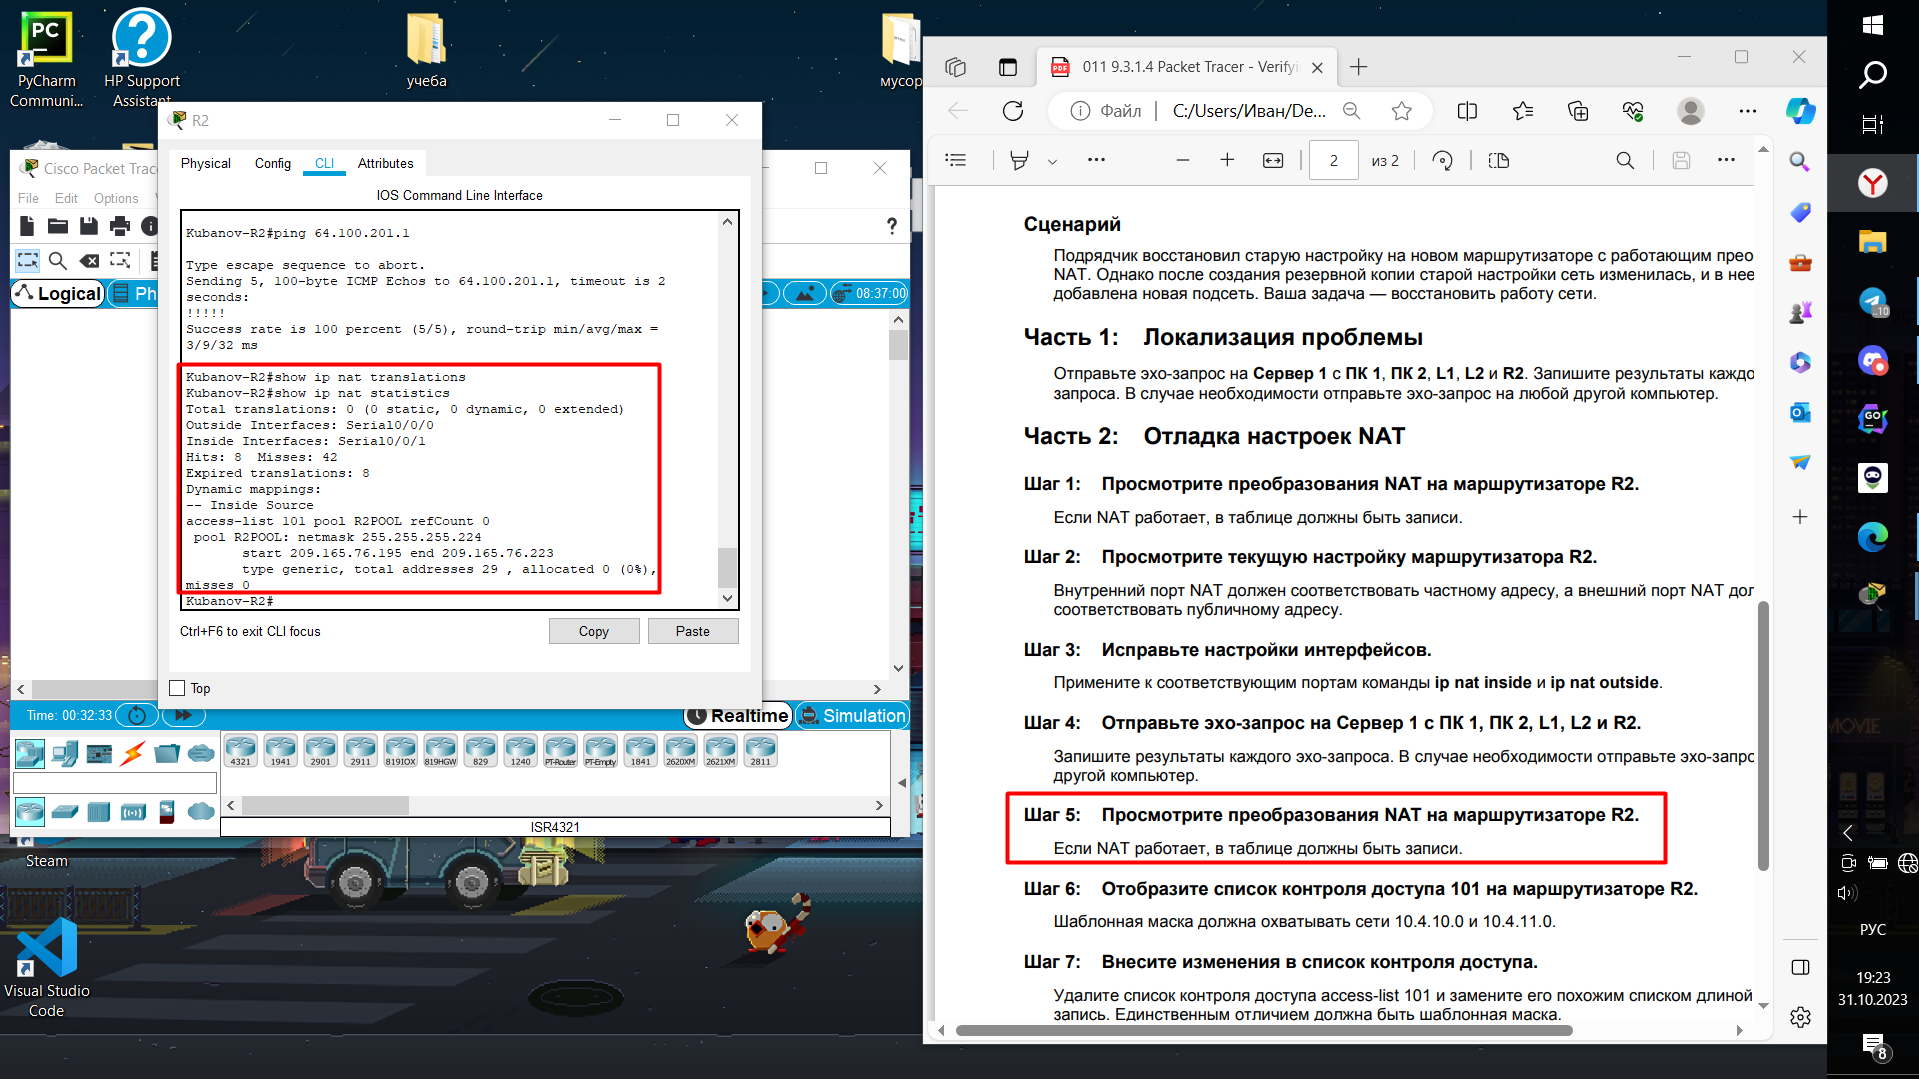 PyCharm
Communi...
HP Support
Assistant
учеба
мусор
R2
Physical
Config
CLI
Attributes
IOS Command Line Interface
Kubanov-R2#ping 64.100.201.1
Type escape sequence to abort.
Sending 5, 100-byte ICMP Echos to 64.100.201.1, timeout is 2
seconds:
!!!!!
Success rate is 100 percent (5/5), round-trip min/avg/max =
3/9/32 ms
Kubanov-R2#show ip nat translations
Kubanov-R2#show ip nat statistics
Total translations: 0 (0 static, 0 dynamic, 0 extended)
Outside Interfaces: Serial0/0/0
Inside Interfaces: Serial0/0/1
Hits: 8 Misses: 42
Expired translations: 8
Dynamic mappings:
-- Inside Source
access-list 101 pool R2POOL refCount 0
pool R2POOL: netmask 255.255.255.224
start 209.165.76.195 end 209.165.76.223
type generic, total addresses 29 , allocated 0 (0%),
misses 0
Kubanov-R2#
Ctrl+F6 to exit CLI focus
Copy
Paste
Top
Cisco Packet Trac
File Edit Options
Logical
Ph
08:37:00
Time: 00:32:33
Realtime
Simulation
4321 1941 2901 2911 819IOX 819HGW 829 1240 PT-Router PT-Empty 1841 2620XM 2621XM 2811
ISR4321
Steam
Visual Studio
Code
011 9.3.1.4 Packet Tracer - Verifyi
Файл
C:/Users/Иван/De...
2
из 2
Сценарий
Подрядчик восстановил старую настройку на новом маршрутизаторе с работающим прео
NAT. Однако после создания резервной копии старой настройки сеть изменилась, и в нее
добавлена новая подсеть. Ваша задача — восстановить работу сети.
Часть 1: Локализация проблемы
Отправьте эхо-запрос на Сервер 1 с ПК 1, ПК 2, L1, L2 и R2. Запишите результаты каждо
запроса. В случае необходимости отправьте эхо-запрос на любой другой компьютер.
Часть 2: Отладка настроек NAT
Шаг 1: Просмотрите преобразования NAT на маршрутизаторе R2.
Если NAT работает, в таблице должны быть записи.
Шаг 2: Просмотрите текущую настройку маршрутизатора R2.
Внутренний порт NAT должен соответствовать частному адресу, а внешний порт NAT дол
соответствовать публичному адресу.
Шаг 3: Исправьте настройки интерфейсов.
Примените к соответствующим портам команды ip nat inside и ip nat outside.
Шаг 4: Отправьте эхо-запрос на Сервер 1 с ПК 1, ПК 2, L1, L2 и R2.
Запишите результаты каждого эхо-запроса. В случае необходимости отправьте эхо-запро
другой компьютер.
Шаг 5: Просмотрите преобразования NAT на маршрутизаторе R2.
Если NAT работает, в таблице должны быть записи.
Шаг 6: Отобразите список контроля доступа 101 на маршрутизаторе R2.
Шаблонная маска должна охватывать сети 10.4.10.0 и 10.4.11.0.
Шаг 7: Внесите изменения в список контроля доступа.
Удалите список контроля доступа access-list 101 и замените его похожим списком длиной
запись. Единственным отличием должна быть шаблонная маска.
РУС
19:23
31.10.2023
8